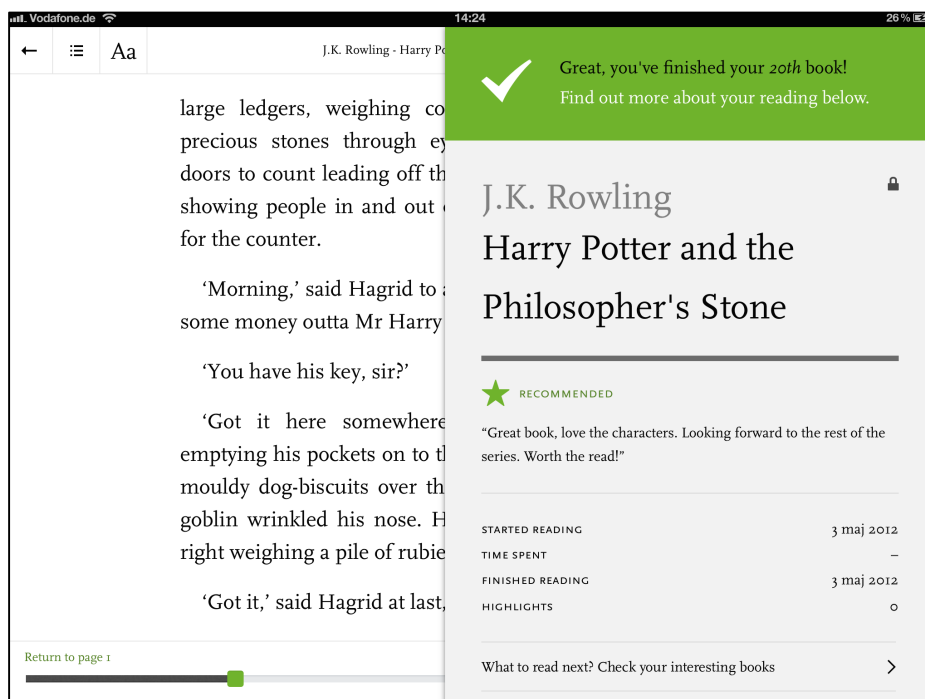 Vodafone.de
14:24
26%
Aa
J.K. Rowling - Harry Po
large ledgers, weighing co
precious stones through ey
doors to count leading off th
showing people in and out
for the counter.
‘Morning,’ said Hagrid to a
some money outta Mr Harry
‘You have his key, sir?’
‘Got it here somewhere
emptying his pockets on to th
mouldy dog-biscuits over th
goblin wrinkled his nose. H
right weighing a pile of rubie
‘Got it,’ said Hagrid at last,
Return to page 1
Great, you've finished your 20th book!
Find out more about your reading below.
J.K. Rowling
Harry Potter and the
Philosopher's Stone
RECOMMENDED
“Great book, love the characters. Looking forward to the rest of the
series. Worth the read!”
STARTED READING 3 maj 2012
TIME SPENT –
FINISHED READING 3 maj 2012
HIGHLIGHTS 0
What to read next? Check your interesting books